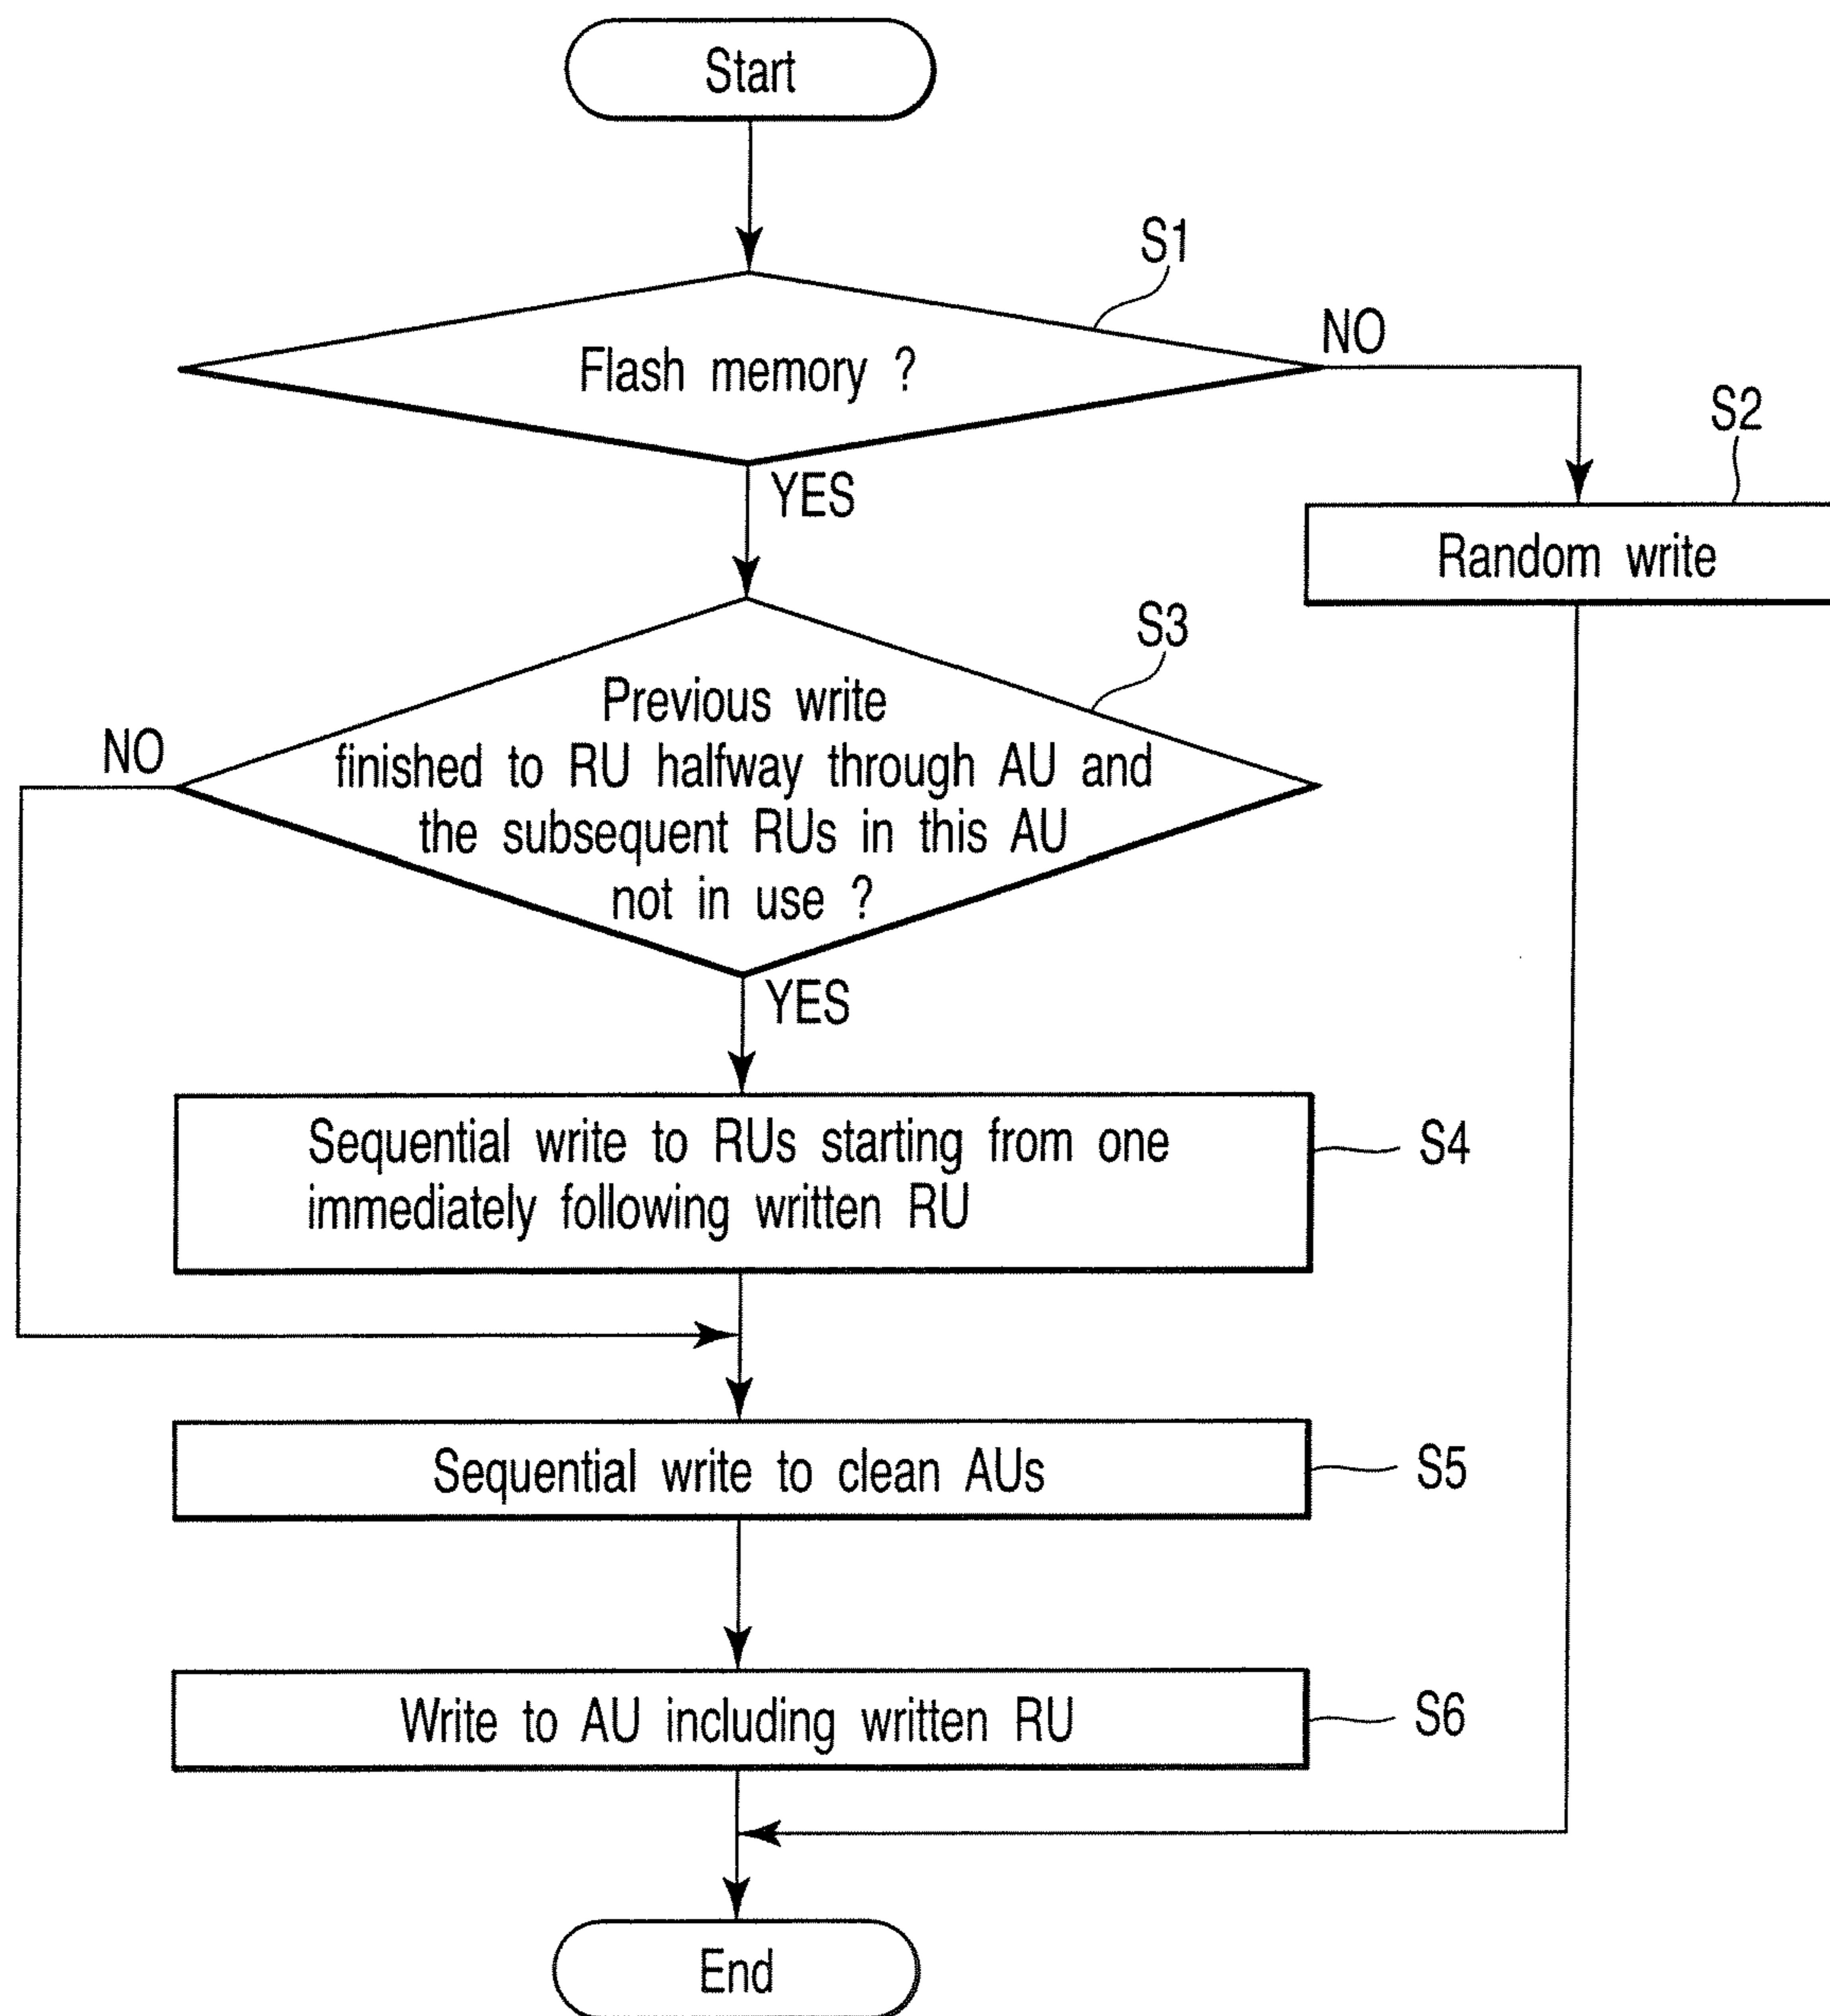 Start
S1
Flash memory ?
NO
S2
YES
Random write
S3
Previous write
finished to RU halfway through AU and
the subsequent RUs in this AU
not in use ?
NO
YES
Sequential write to RUs starting from one
immediately following written RU
S4
Sequential write to clean AUs
S5
Write to AU including written RU
S6
End